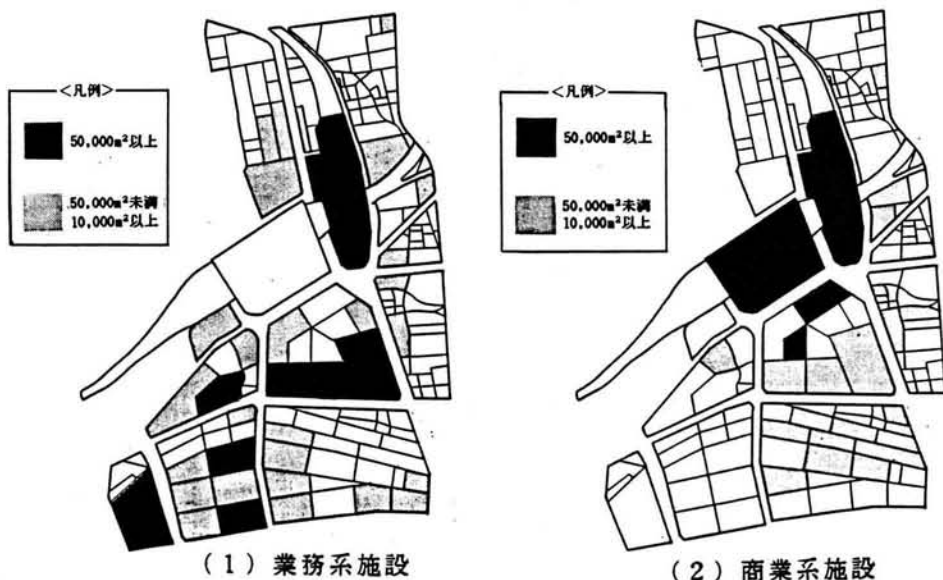 <凡例>
50,000m²以上
50,000m²未満
10,000m²以上
(1) 業務系施設
<凡例>
50,000m²以上
50,000m²未満
10,000m²以上
(2) 商業系施設